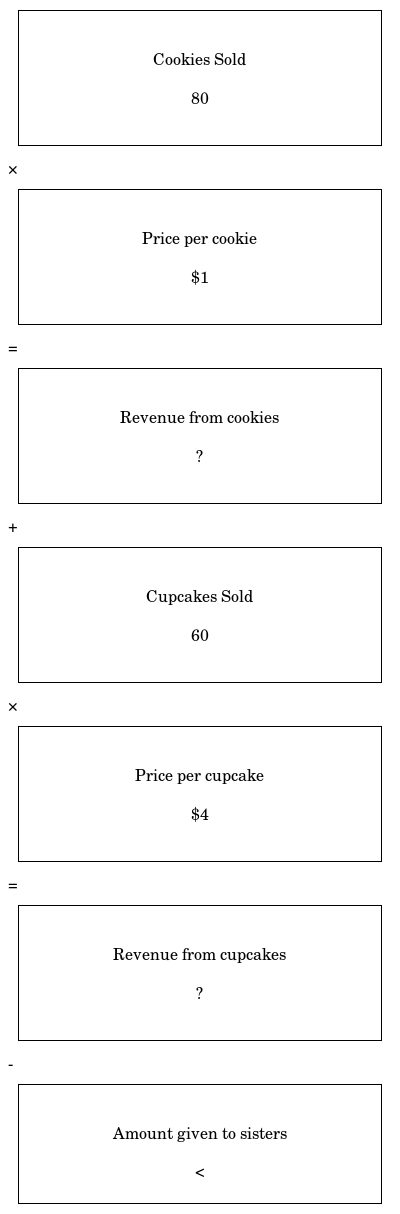 Cookies Sold
80
×
Price per cookie
$1
=
Revenue from cookies
?
+
Cupcakes Sold
60
×
Price per cupcake
$4
=
Revenue from cupcakes
?
-
Amount given to sisters
<